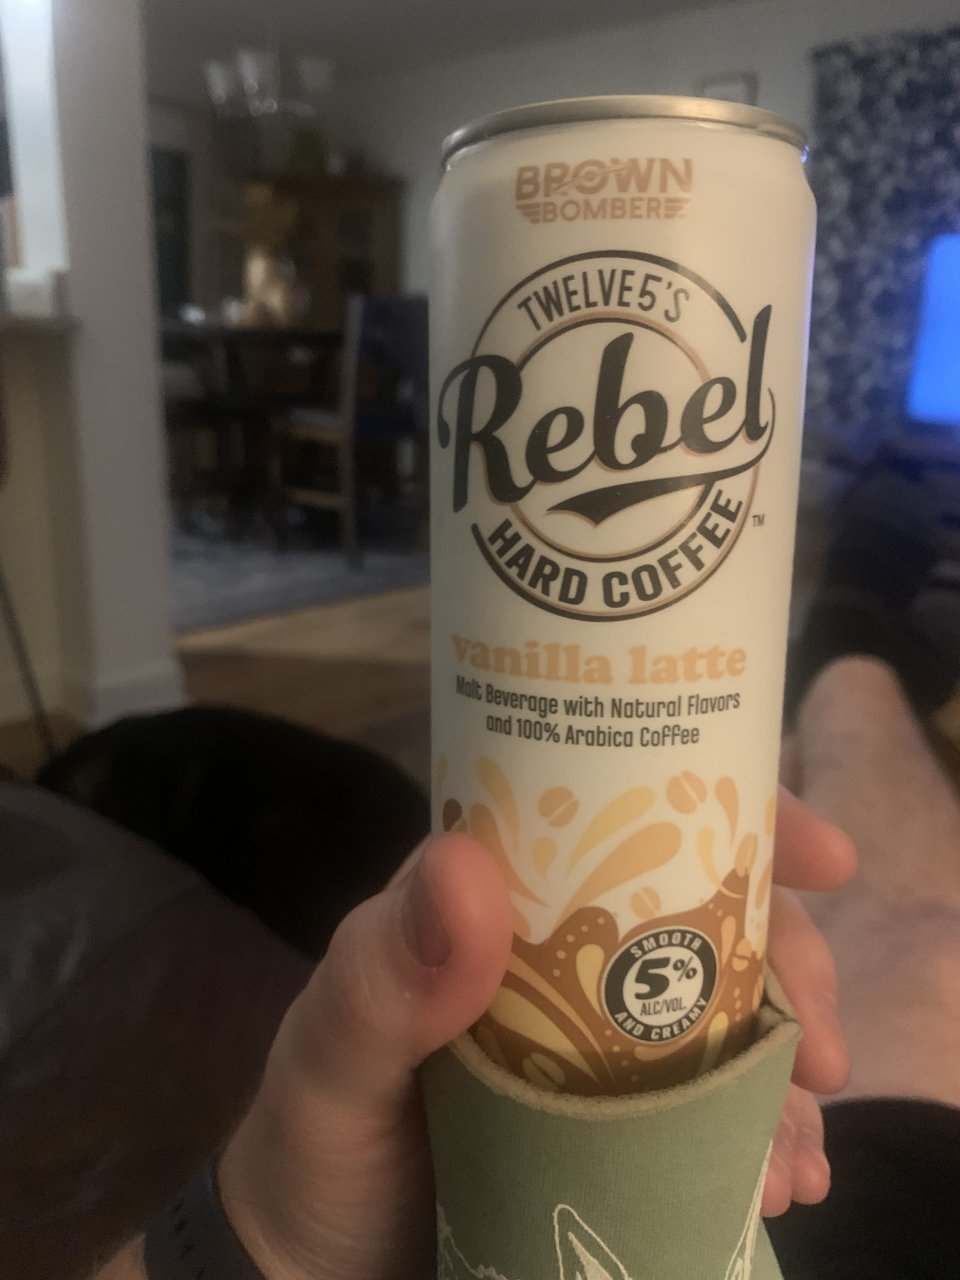 BROWN
BOMBER
TWELVE5'S
Rebel
HARD COFFEE
TM
vanilla latte
Malt Beverage with Natural Flavors
and 100% Arabica Coffee
SMOOTH
5%
ALC/VOL.
AND CREAMY